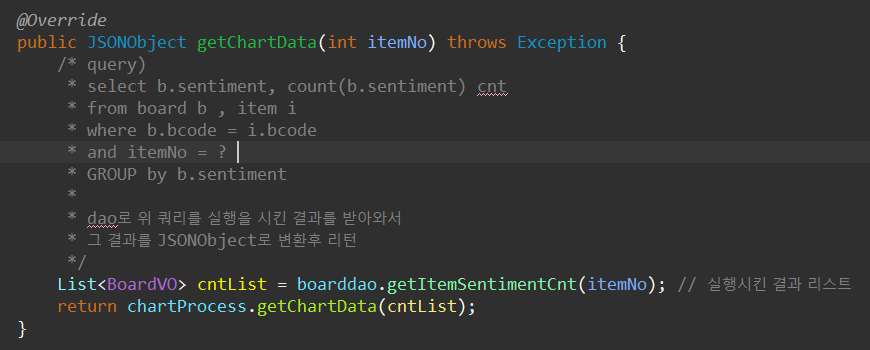 @Override
public JSONObject getChartData(int itemNo) throws Exception {
/* query)
* select b.sentiment, count(b.sentiment) cnt
* from board b , item i
* where b.bcode = i.bcode
* and itemNo = ?
* GROUP by b.sentiment
*
* dao로 위 쿼리를 실행을 시킨 결과를 받아와서
* 그 결과를 JSONObject로 변환후 리턴
*/
List<BoardVO> cntList = boarddao.getItemSentimentCnt(itemNo); // 실행시킨 결과 리스트
return chartProcess.getChartData(cntList);
}